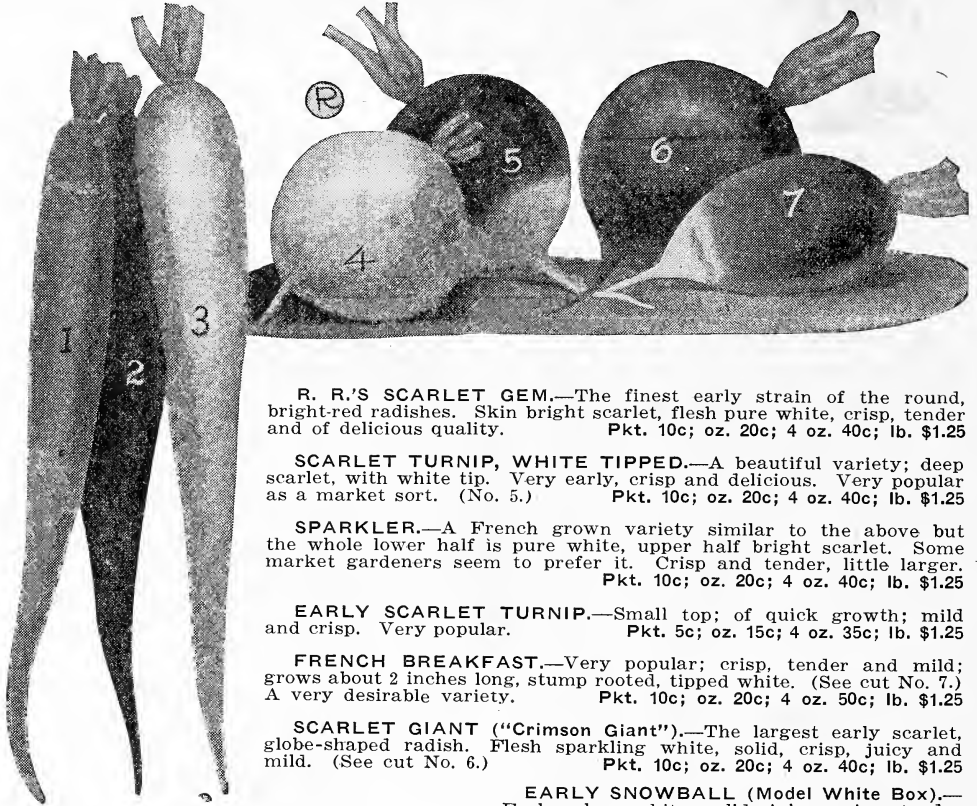 R
5
6
7
4
1
3
2
R. R.'S SCARLET GEM.—The finest early strain of the round,
bright-red radishes. Skin bright scarlet, flesh pure white, crisp, tender
and of delicious quality. Pkt. 10c; oz. 20c; 4 oz. 40c; lb. $1.25
SCARLET TURNIP, WHITE TIPPED.—A beautiful variety; deep
scarlet, with white tip. Very early, crisp and delicious. Very popular
as a market sort. (No. 5.) Pkt. 10c; oz. 20c; 4 oz. 40c; lb. $1.25
SPARKLER.—A French grown variety similar to the above but
the whole lower half is pure white, upper half bright scarlet. Some
market gardeners seem to prefer it. Crisp and tender, little larger.
Pkt. 10c; oz. 20c; 4 oz. 40c; lb. $1.25
EARLY SCARLET TURNIP.—Small top; of quick growth; mild
and crisp. Very popular. Pkt. 5c; oz. 15c; 4 oz. 35c; lb. $1.25
FRENCH BREAKFAST.—Very popular; crisp, tender and mild;
grows about 2 inches long, stump rooted, tipped white. (See cut No. 7.)
A very desirable variety. Pkt. 10c; oz. 20c; 4 oz. 50c; lb. $1.25
SCARLET GIANT ("Crimson Giant").—The largest early scarlet,
globe-shaped radish. Flesh sparkling white, solid, crisp, juicy and
mild. (See cut No. 6.) Pkt. 10c; oz. 20c; 4 oz. 40c; lb. $1.25
EARLY SNOWBALL (Model White Box).—